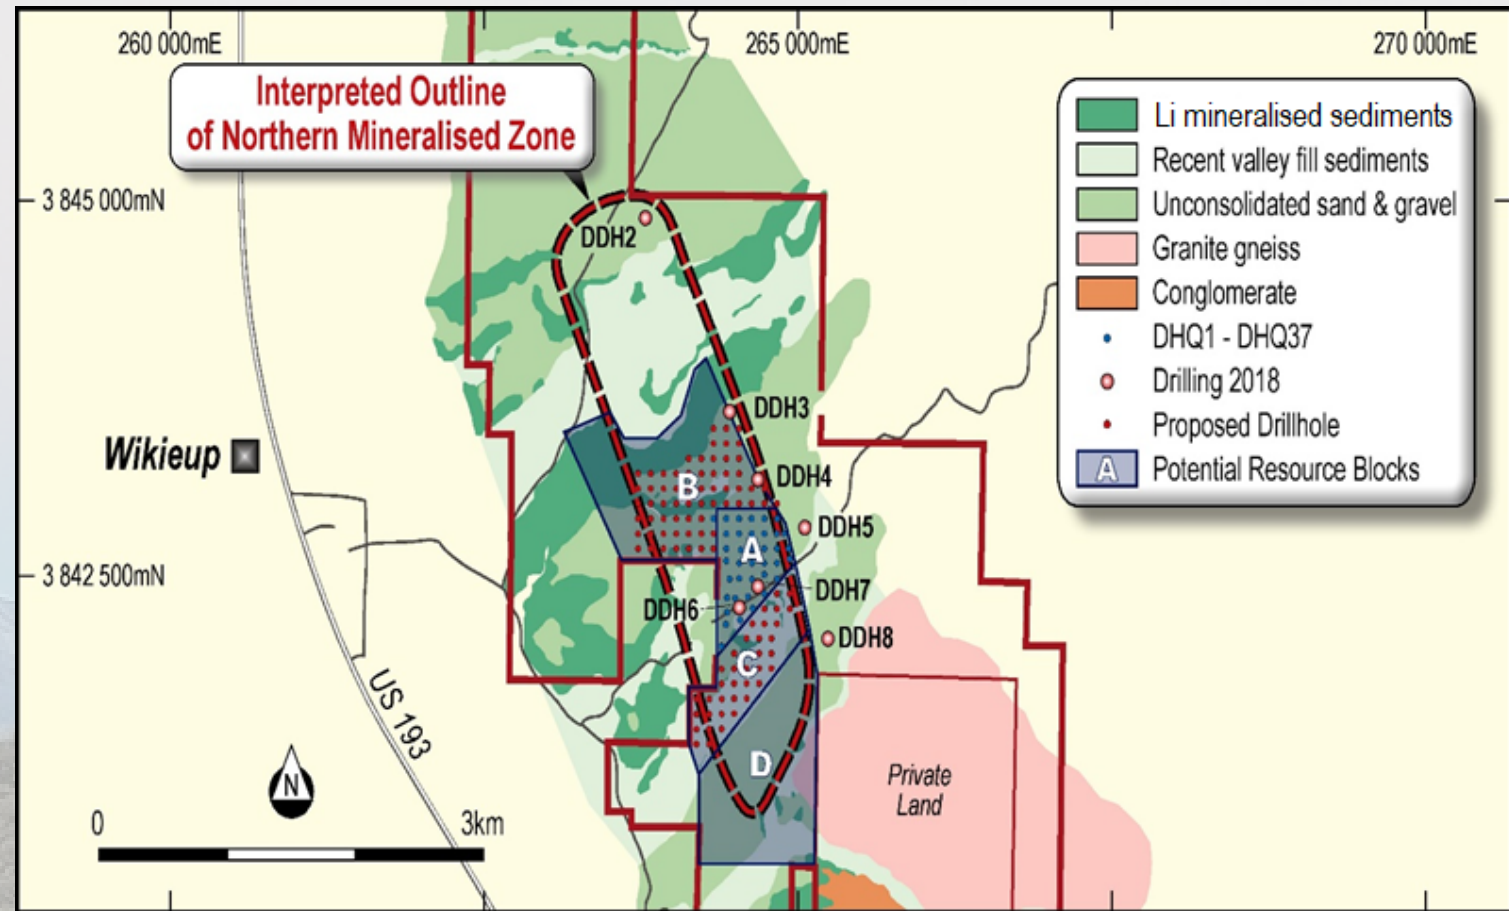 260 000mE
265 000mE
270 000mE
Interpreted Outline
of Northern Mineralised Zone
Li mineralised sediments
Recent valley fill sediments
Unconsolidated sand & gravel
Granite gneiss
Conglomerate
DHQ1 - DHQ37
Drilling 2018
Proposed Drillhole
A Potential Resource Blocks
3 845 000mN
DDH2
DDH3
Wikieup
B
DDH4
DDH5
A
3 842 500mN
DDH7
DDH6
DDH8
C
US 193
D
Private
Land
N
0 3km